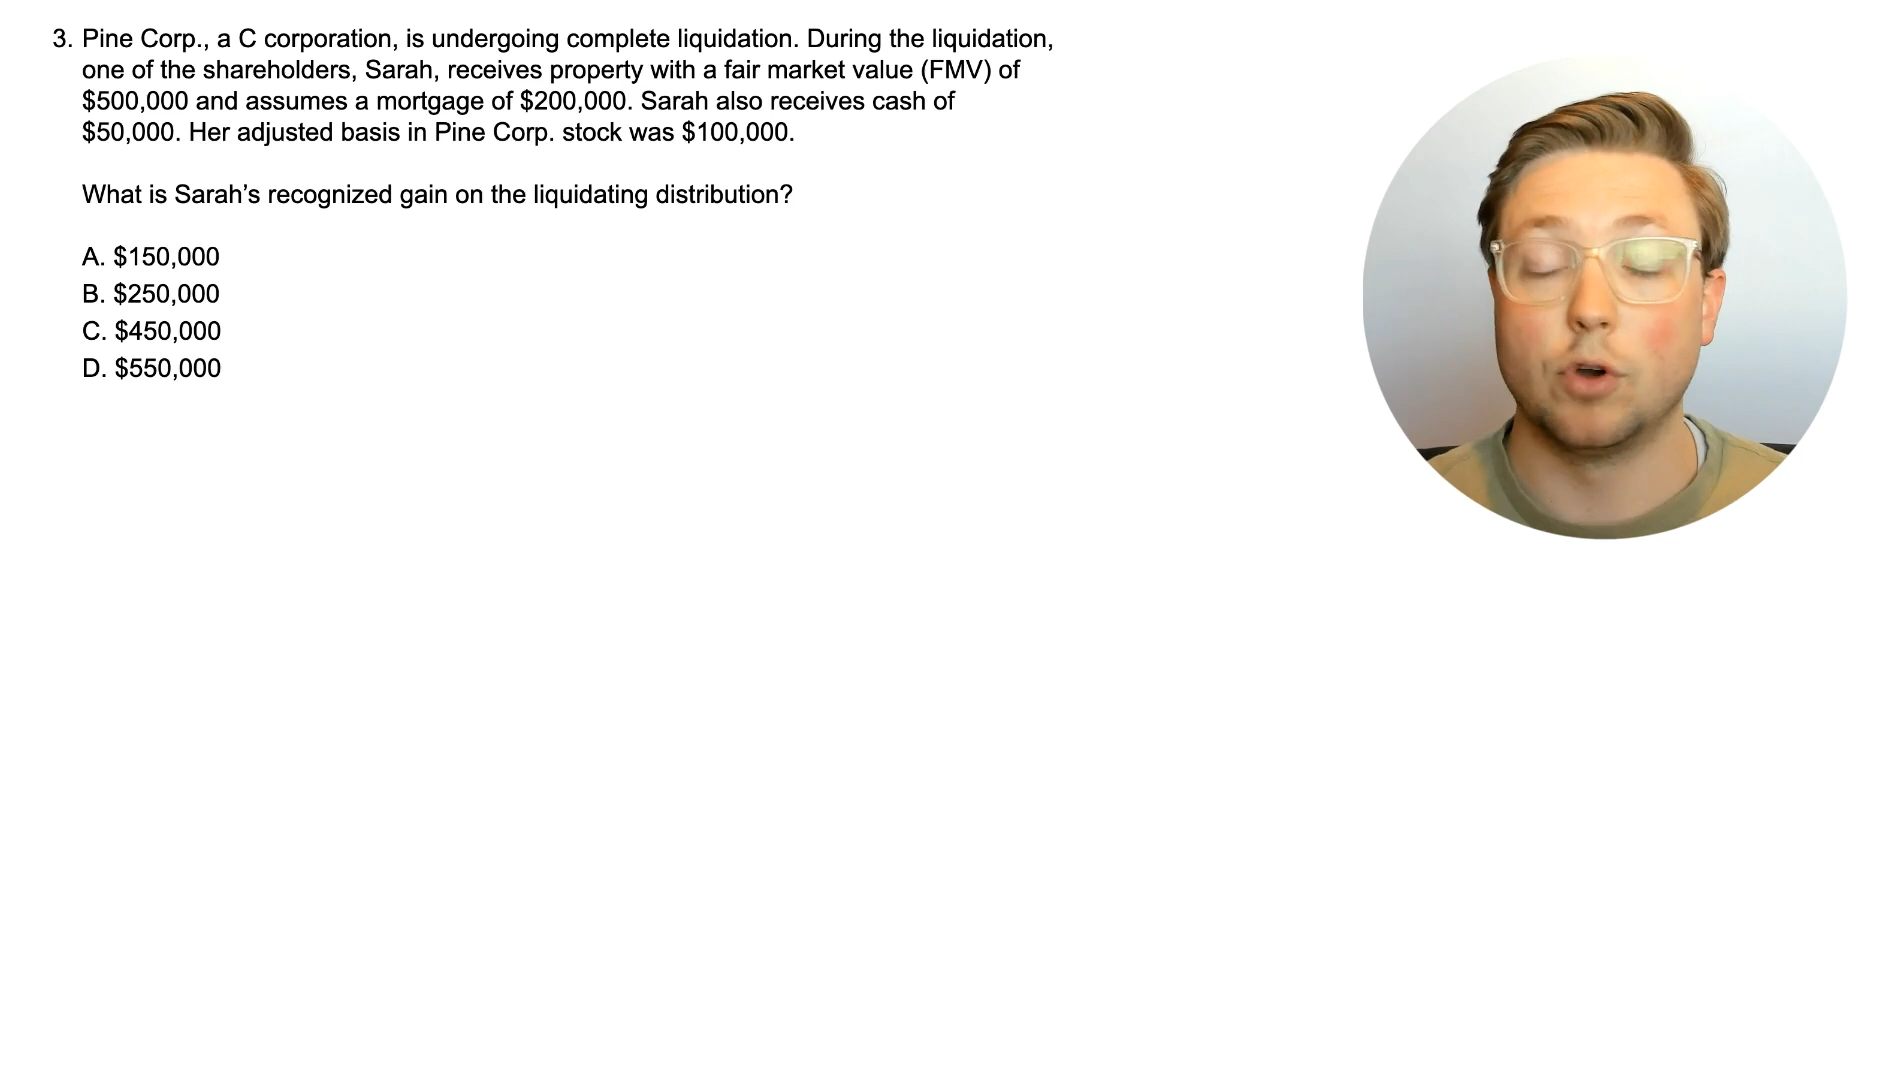 3. Pine Corp., a C corporation, is undergoing complete liquidation. During the liquidation,
one of the shareholders, Sarah, receives property with a fair market value (FMV) of
$500,000 and assumes a mortgage of $200,000. Sarah also receives cash of
$50,000. Her adjusted basis in Pine Corp. stock was $100,000.
What is Sarah’s recognized gain on the liquidating distribution?
A. $150,000
B. $250,000
C. $450,000
D. $550,000